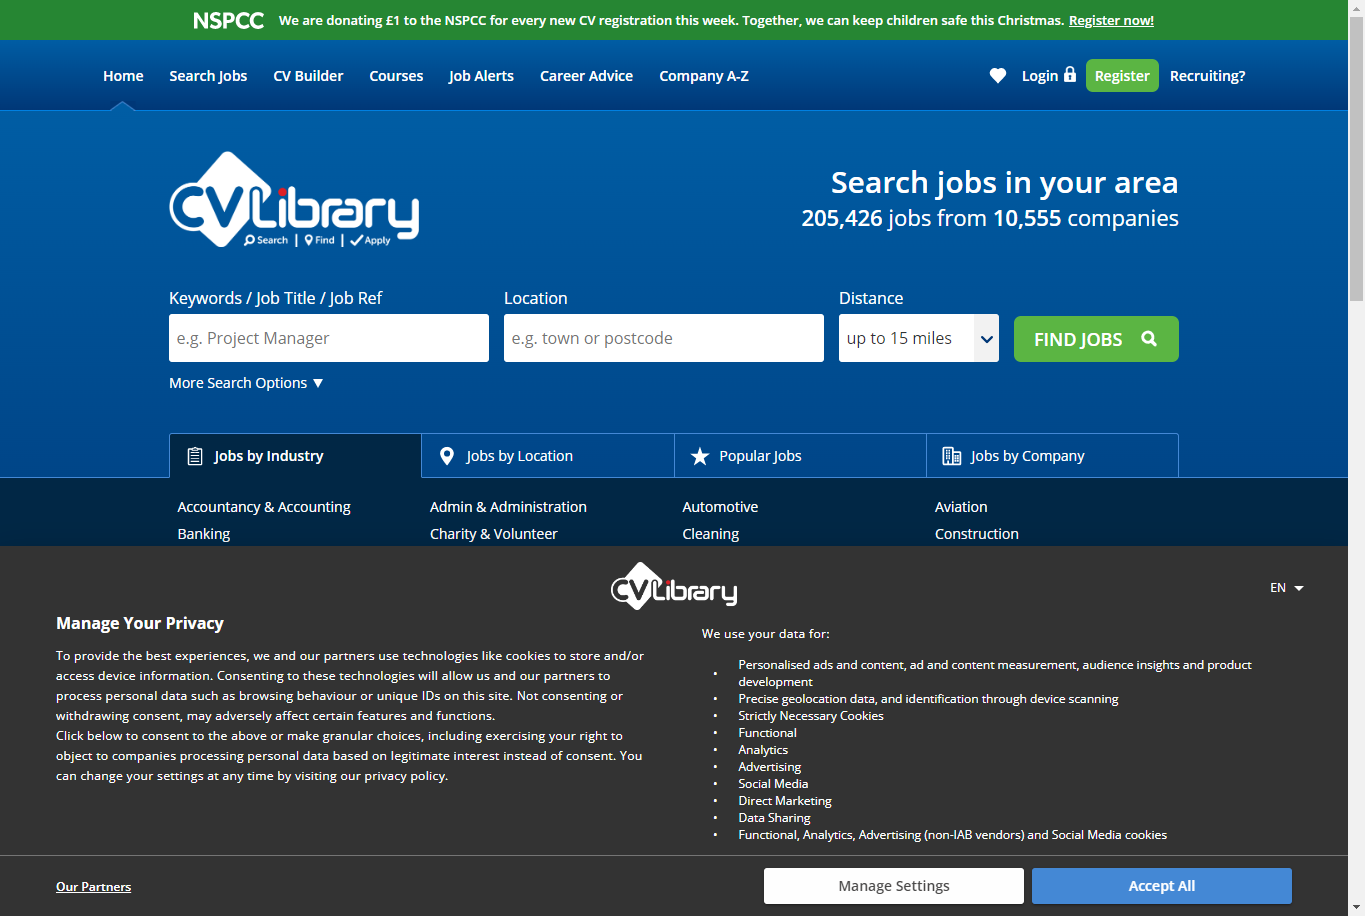 NSPCC We are donating £1 to the NSPCC for every new CV registration this week. Together, we can keep children safe this Christmas. Register now!
Home Search Jobs CV Builder Courses Job Alerts Career Advice Company A-Z Login Register Recruiting?
CVLibrary
Search | Find | Apply
Search jobs in your area
205,426 jobs from 10,555 companies
Keywords / Job Title / Job Ref Location Distance
e.g. Project Manager e.g. town or postcode up to 15 miles FIND JOBS
More Search Options ▼
Jobs by Industry Jobs by Location Popular Jobs Jobs by Company
Accountancy & Accounting Admin & Administration Automotive Aviation
Banking Charity & Volunteer Cleaning Construction
CVLibrary
EN
Manage Your Privacy
To provide the best experiences, we and our partners use technologies like cookies to store and/or
access device information. Consenting to these technologies will allow us and our partners to
process personal data such as browsing behaviour or unique IDs on this site. Not consenting or
withdrawing consent, may adversely affect certain features and functions.
Click below to consent to the above or make granular choices, including exercising your right to
object to companies processing personal data based on legitimate interest instead of consent. You
can change your settings at any time by visiting our privacy policy.
We use your data for:
• Personalised ads and content, ad and content measurement, audience insights and product
development
• Precise geolocation data, and identification through device scanning
• Strictly Necessary Cookies
• Functional
• Analytics
• Advertising
• Social Media
• Direct Marketing
• Data Sharing
• Functional, Analytics, Advertising (non-IAB vendors) and Social Media cookies
Our Partners Manage Settings Accept All